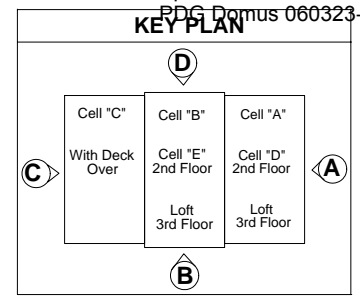 PDG Domus 060323-
KEY PLAN
D
Cell "C"
Cell "B"
Cell "A"
With Deck
Over
Cell "E"
2nd Floor
Cell "D"
2nd Floor
C
A
Loft
3rd Floor
Loft
3rd Floor
B